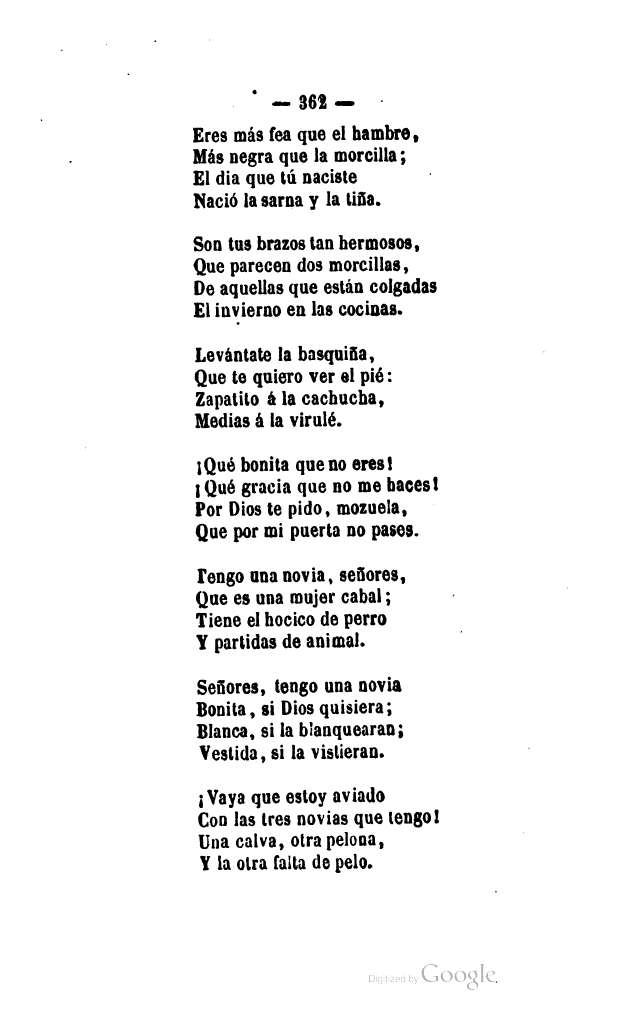 — 362 —
Eres más fea que el hambre,
Más negra que la morcilla;
El dia que tú naciste
Nació la sarna y la tiña.
Son tus brazos tan hermosos,
Que parecen dos morcillas,
De aquellas que están colgadas
El invierno en las cocinas.
Levántate la basquiña,
Que te quiero ver el pié:
Zapatito á la cachucha,
Medias á la virulé.
¡Qué bonita que no eres!
¡Qué gracia que no me haces!
Por Dios te pido, mozuela,
Que por mi puerta no pases.
Tengo una novia, señores,
Que es una mujer cabal;
Tiene el hocico de perro
Y partidas de animal.
Señores, tengo una novia
Bonita, si Dios quisiera;
Blanca, si la blanquearan;
Vestida, si la vistieran.
¡Vaya que estoy aviado
Con las tres novias que tengo!
Una calva, otra pelona,
Y la otra falta de pelo.
Digitized by Google